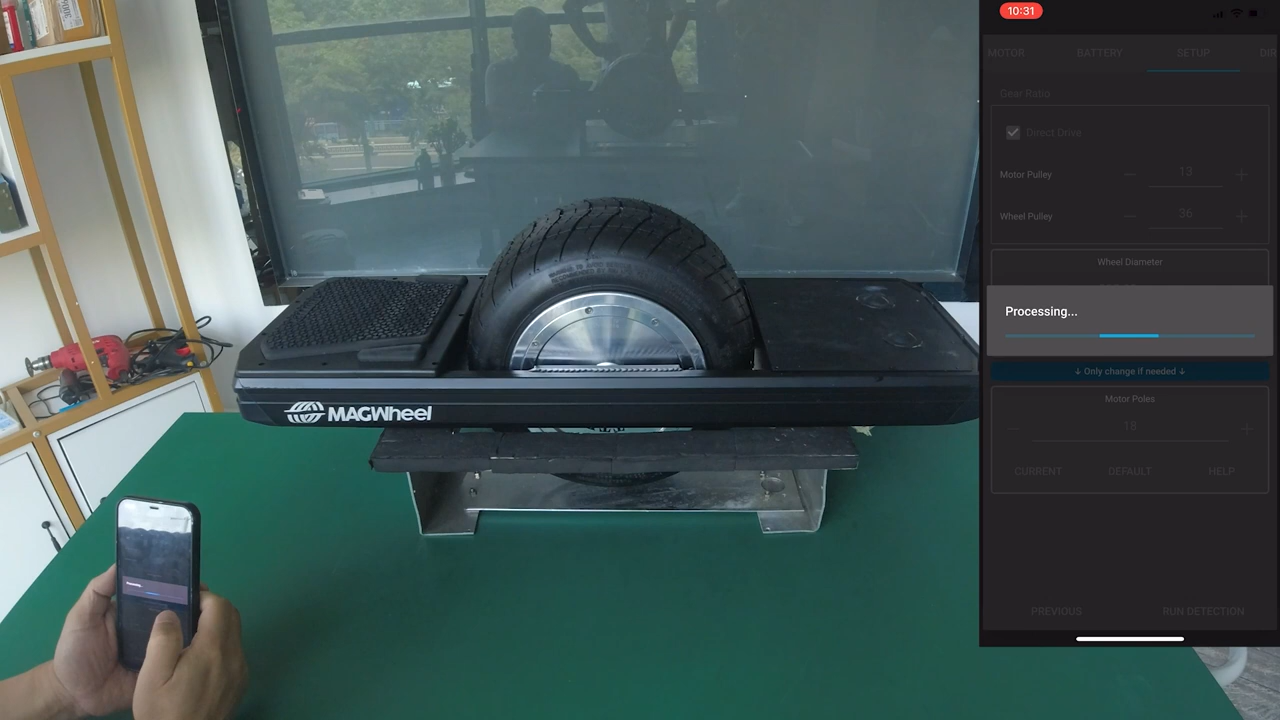 MAGWheel
10:31
MOTOR
BATTERY
SETUP
DIR
Gear Ratio
Direct Drive
Motor Pulley
13
Wheel Pulley
36
Wheel Diameter
Processing...
↓ Only change if needed ↓
Motor Poles
18
CURRENT
DEFAULT
HELP
PREVIOUS
RUN DETECTION